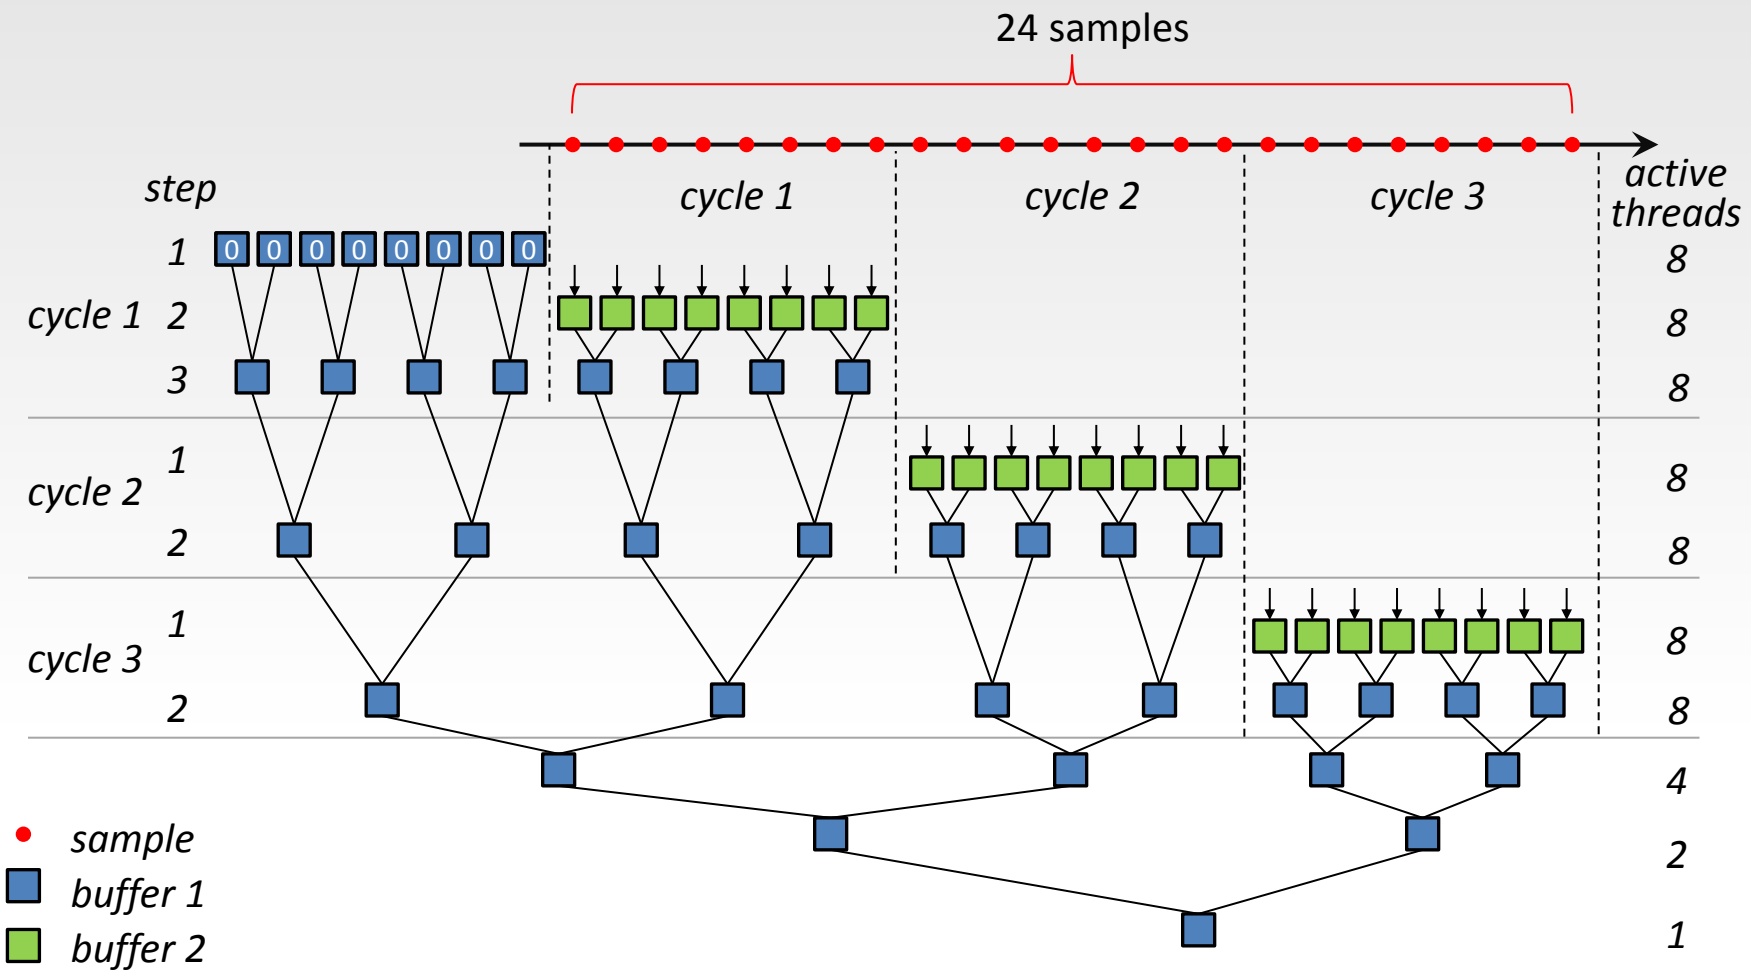 24 samples
step
cycle 1
cycle 2
cycle 3
active
threads
1
0 0 0 0 0 0 0 0
8
cycle 1
2
8
3
8
1
8
cycle 2
2
8
1
8
cycle 3
2
8
4
sample
2
buffer 1
buffer 2
1